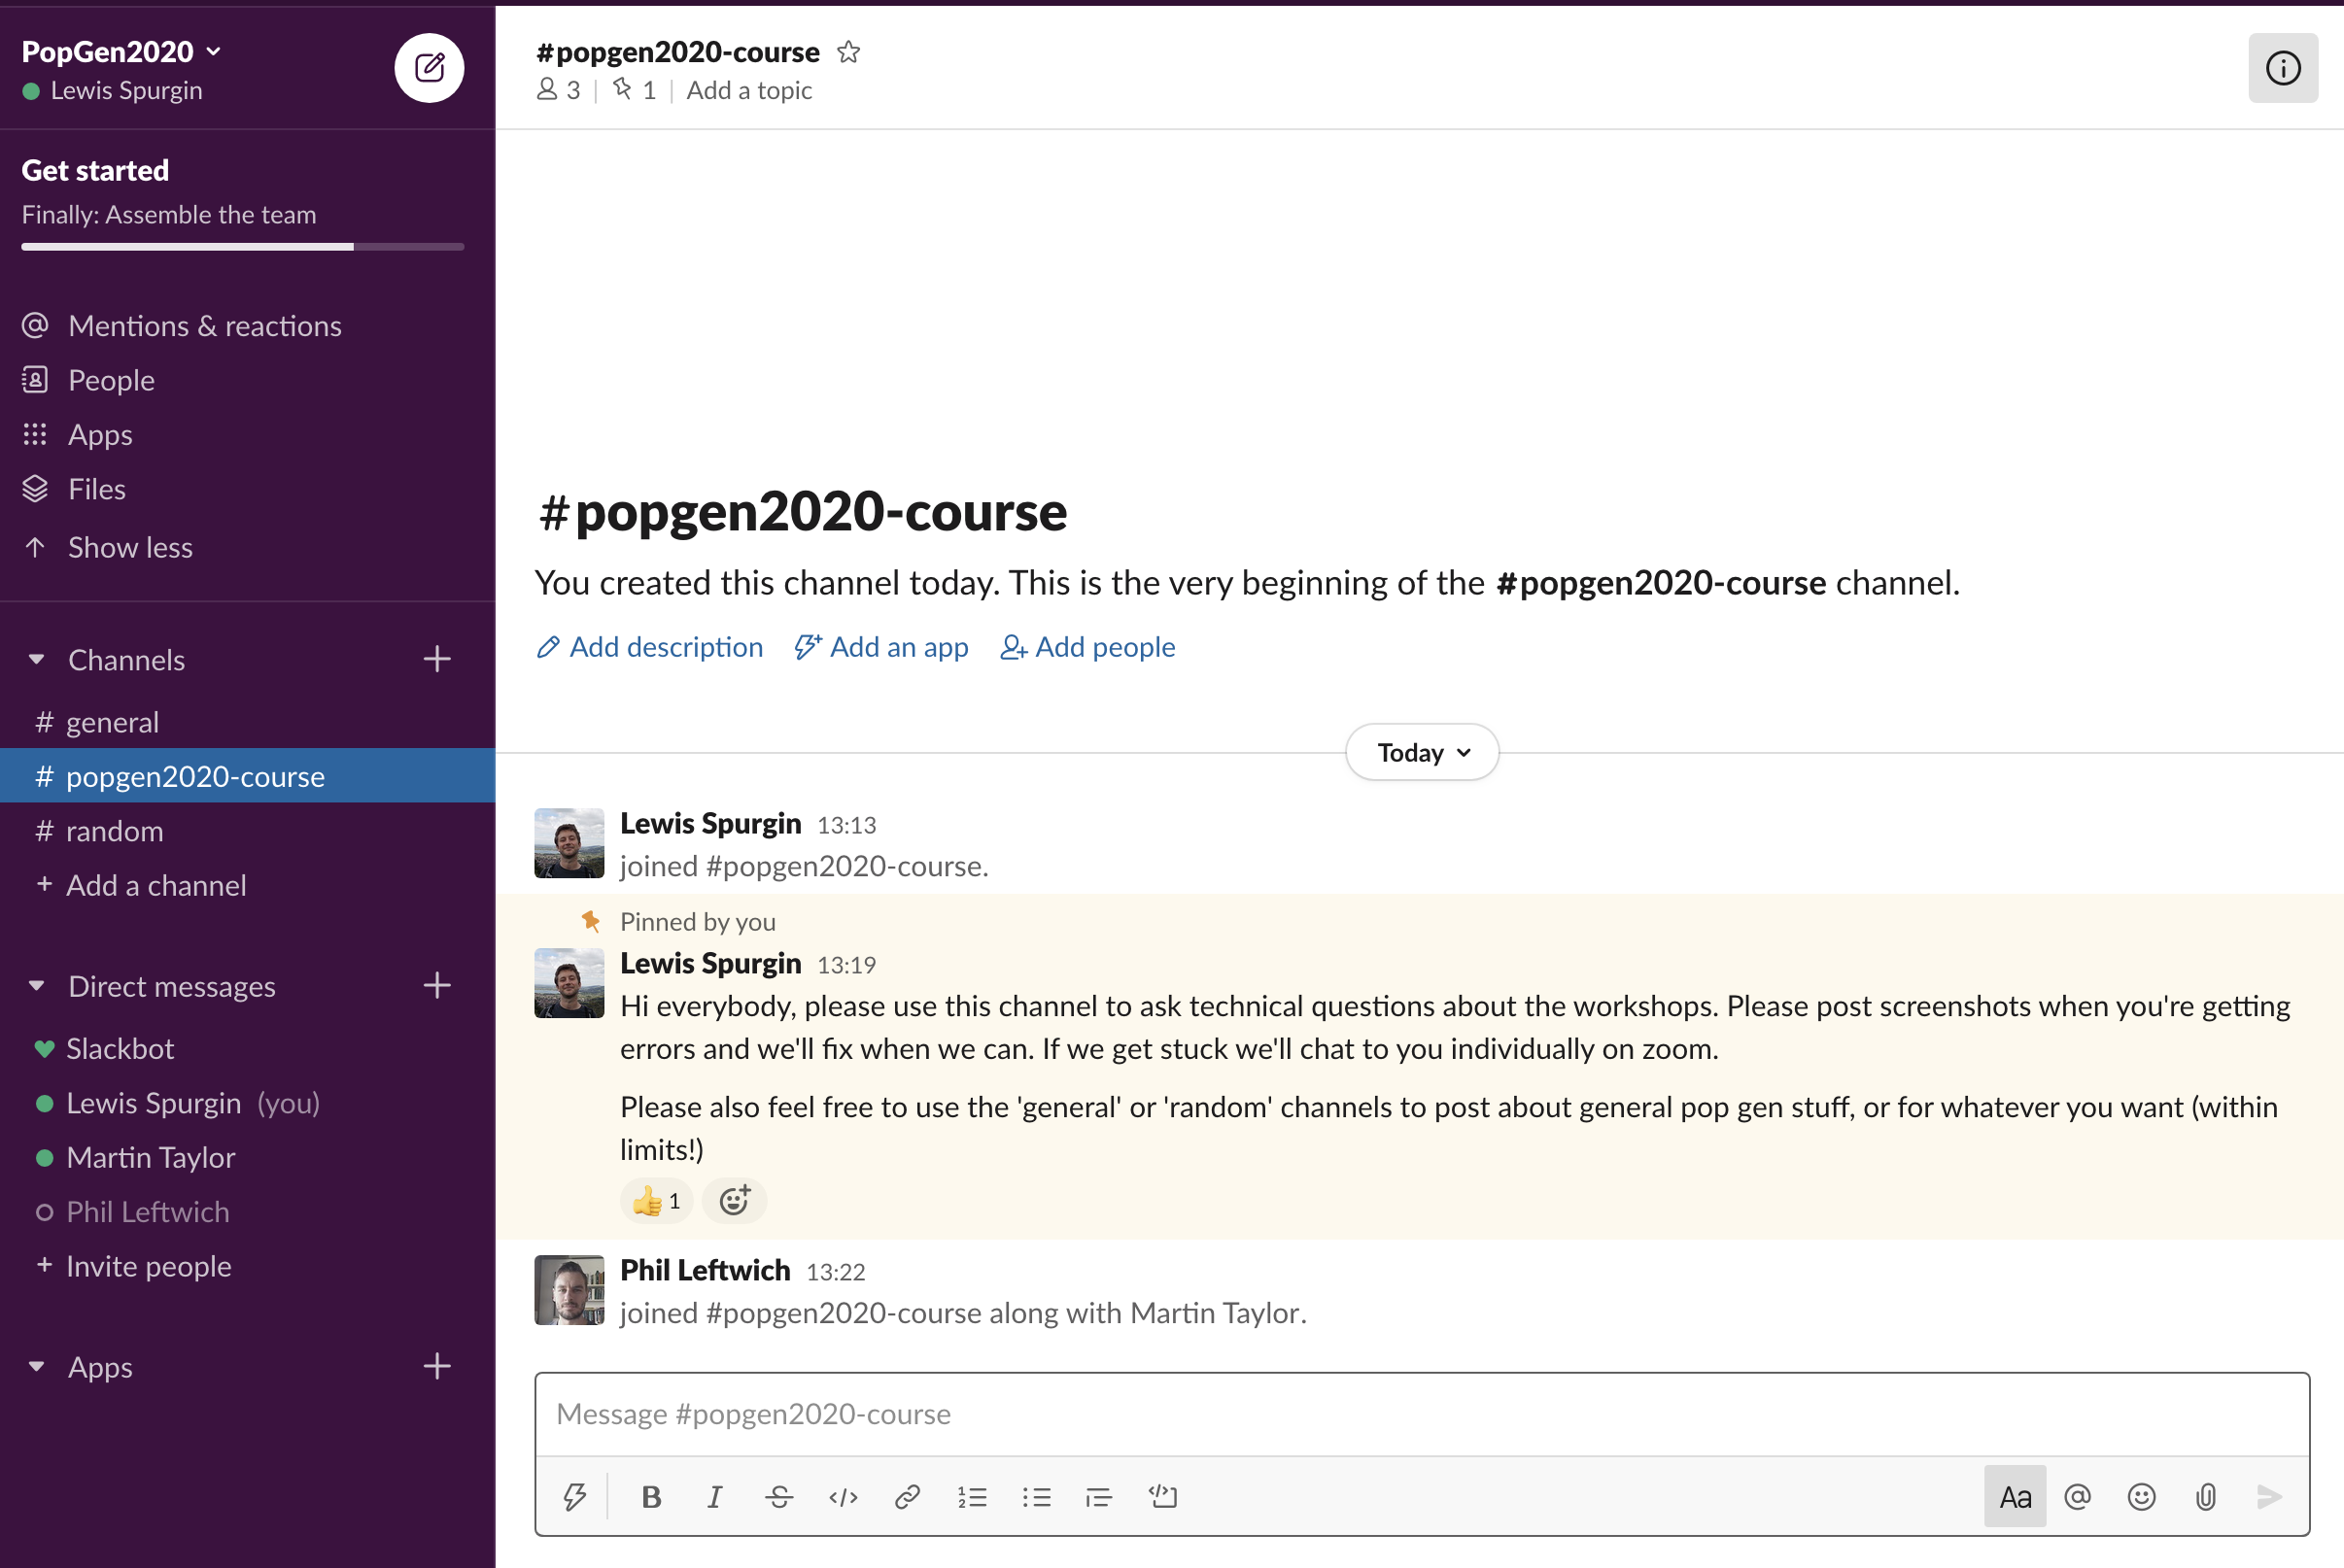 PopGen2020
Lewis Spurgin
Get started
Finally: Assemble the team
Mentions & reactions
People
Apps
Files
Show less
Channels
# general
# popgen2020-course
# random
+ Add a channel
Direct messages
Slackbot
Lewis Spurgin (you)
Martin Taylor
Phil Leftwich
+ Invite people
Apps
#popgen2020-course
3 | 1 | Add a topic
#popgen2020-course
You created this channel today. This is the very beginning of the #popgen2020-course channel.
Add description Add an app Add people
Today
Lewis Spurgin 13:13
joined #popgen2020-course.
Pinned by you
Lewis Spurgin 13:19
Hi everybody, please use this channel to ask technical questions about the workshops. Please post screenshots when you're getting
errors and we'll fix when we can. If we get stuck we'll chat to you individually on zoom.
Please also feel free to use the 'general' or 'random' channels to post about general pop gen stuff, or for whatever you want (within
limits!)
👍 1
Phil Leftwich 13:22
joined #popgen2020-course along with Martin Taylor.
Message #popgen2020-course
B I S </> Aa @